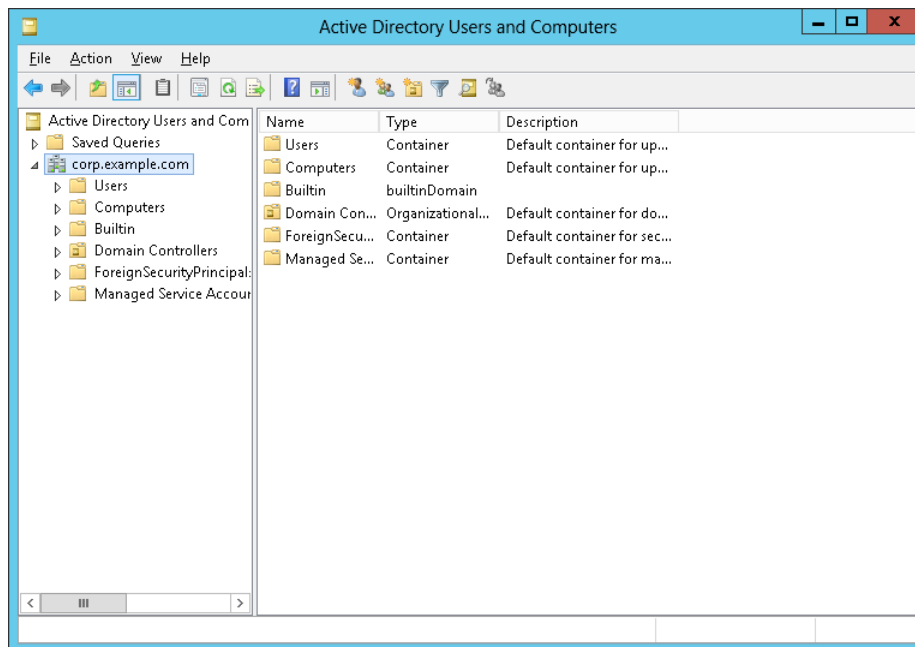 Active Directory Users and Computers
File Action View Help
Active Directory Users and Com
Saved Queries
corp.example.com
Users
Computers
Builtin
Domain Controllers
ForeignSecurityPrincipal:
Managed Service Accour
Name Type Description
Users Container Default container for up...
Computers Container Default container for up...
Builtin builtinDomain
Domain Con... Organizational... Default container for do...
ForeignSecu... Container Default container for sec...
Managed Se... Container Default container for ma...